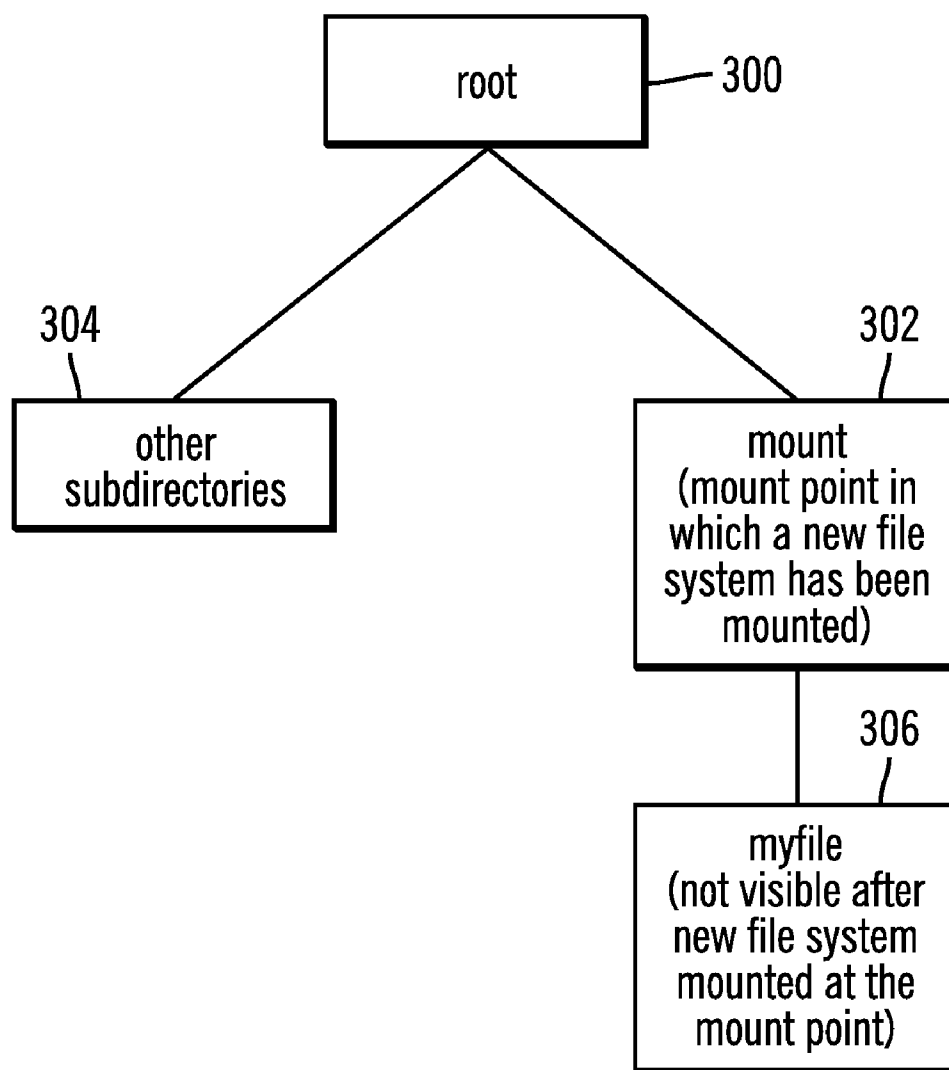 root
300
304
302
other
subdirectories
mount
(mount point in
which a new file
system has been
mounted)
306
myfile
(not visible after
new file system
mounted at the
mount point)